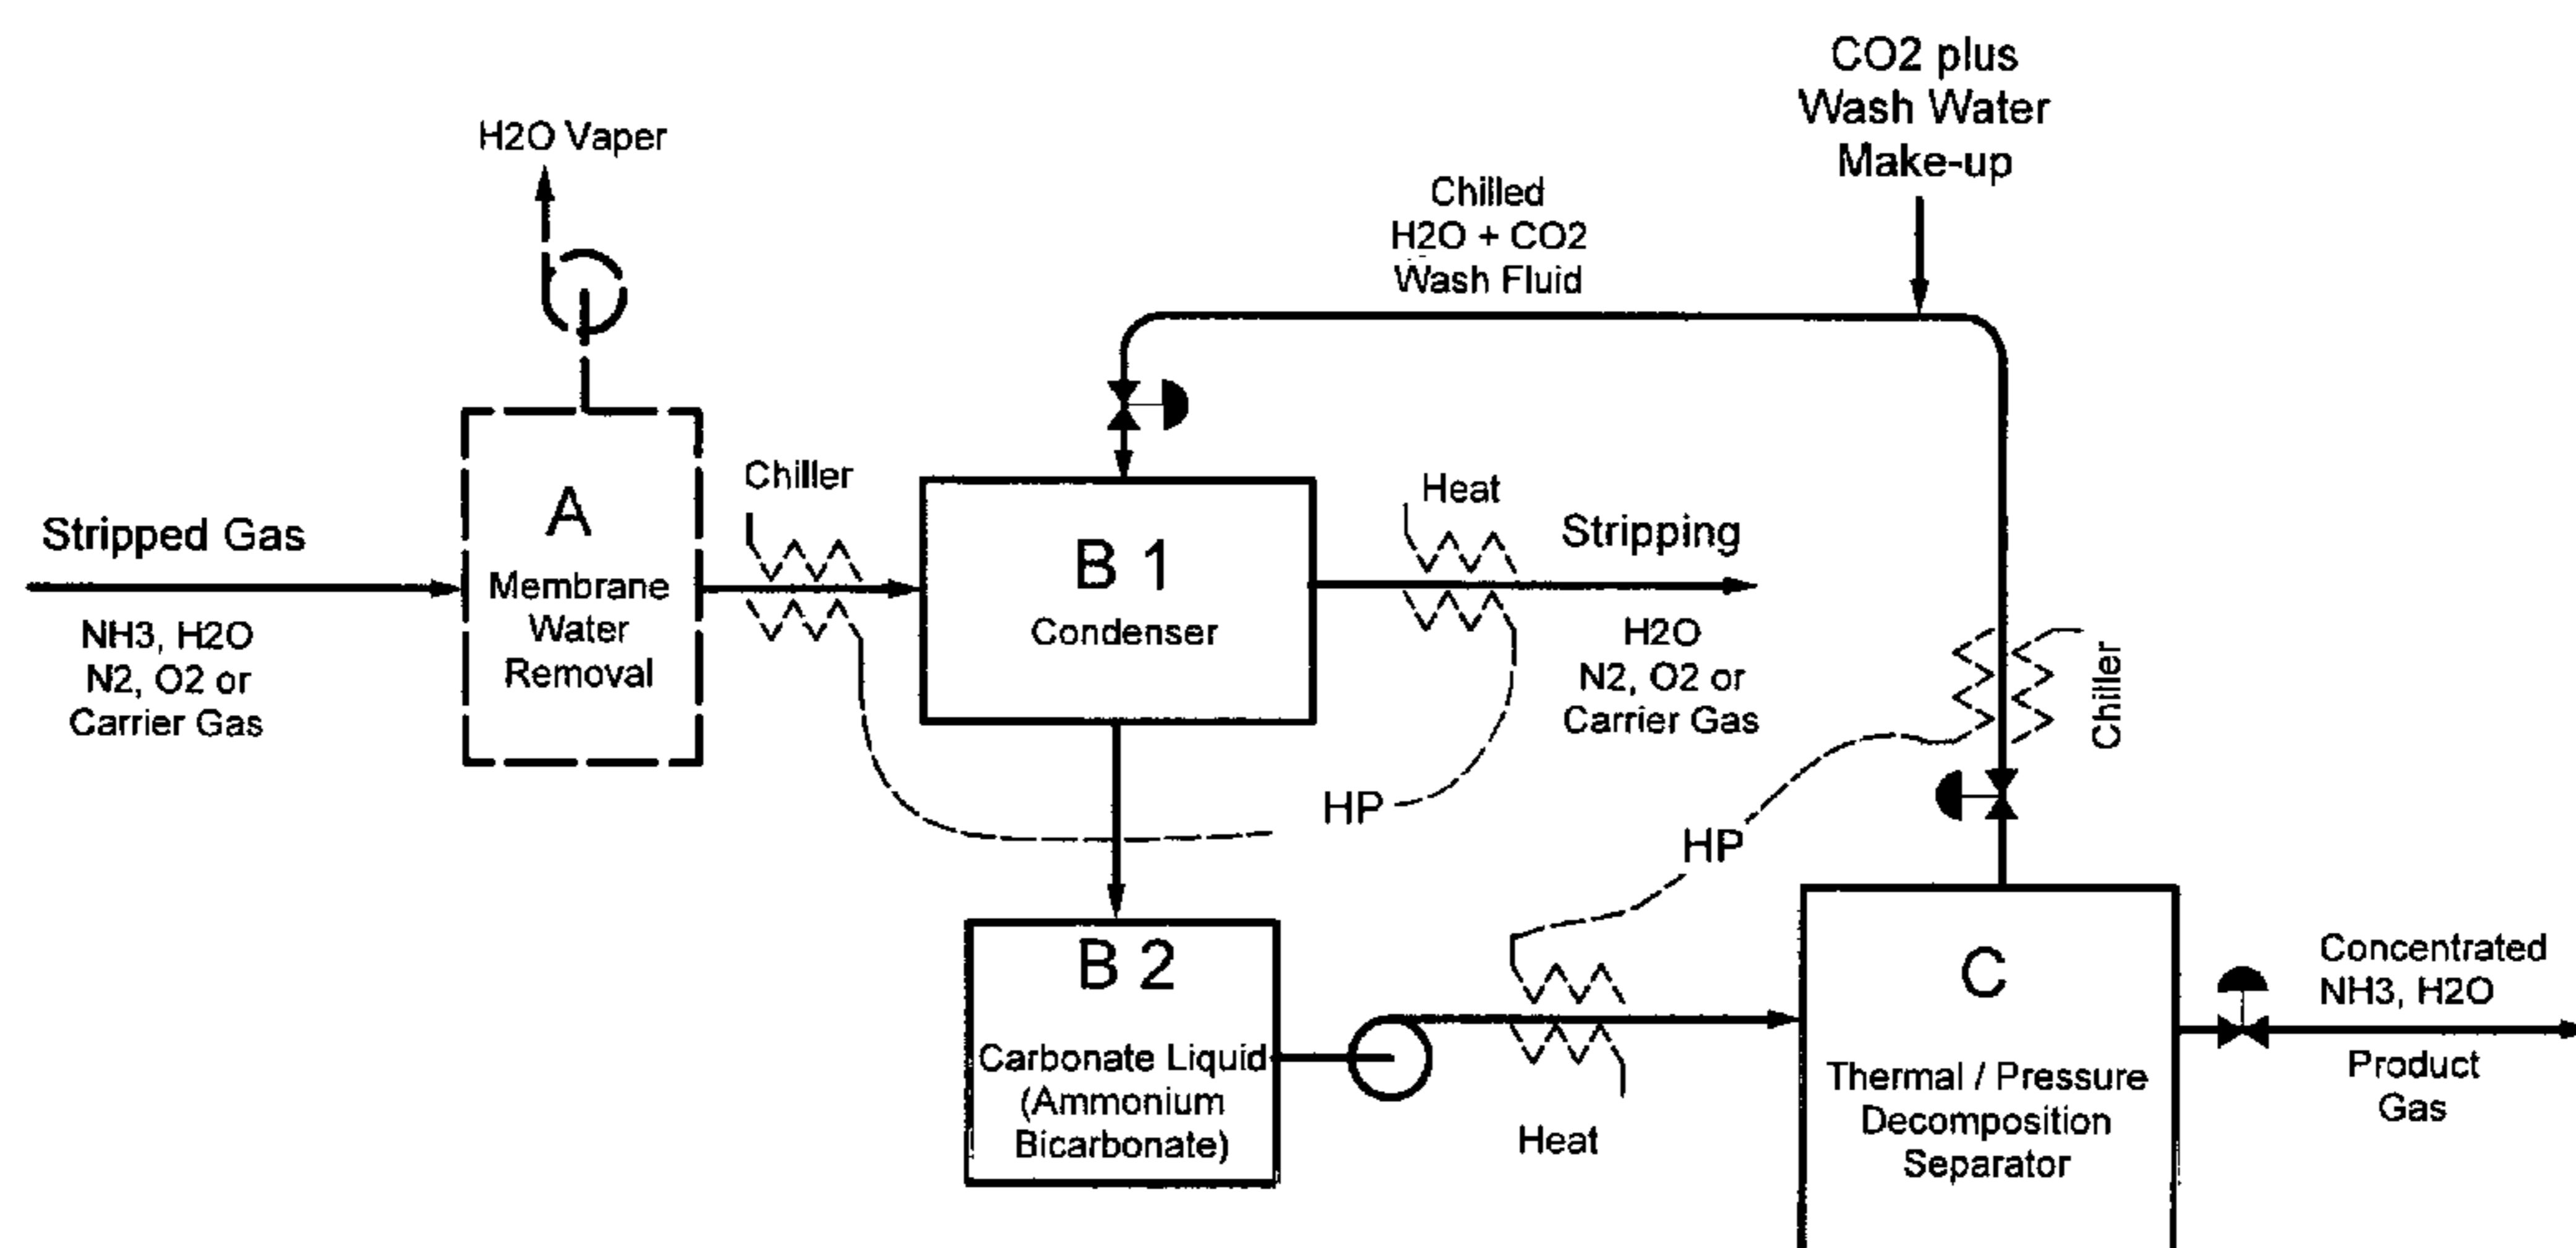 CO2 plus
Wash Water
Make-up
H2O Vaper
Chilled
H2O + CO2
Wash Fluid
Stripped Gas
NH3, H2O
N2, O2 or
Carrier Gas
A
Membrane
Water
Removal
Chiller
B 1
Condenser
Heat
Stripping
H2O
N2, O2 or
Carrier Gas
Chiller
HP
HP
B 2
Carbonate Liquid
(Ammonium
Bicarbonate)
Heat
C
Thermal / Pressure
Decomposition
Separator
Concentrated
NH3, H2O
Product
Gas